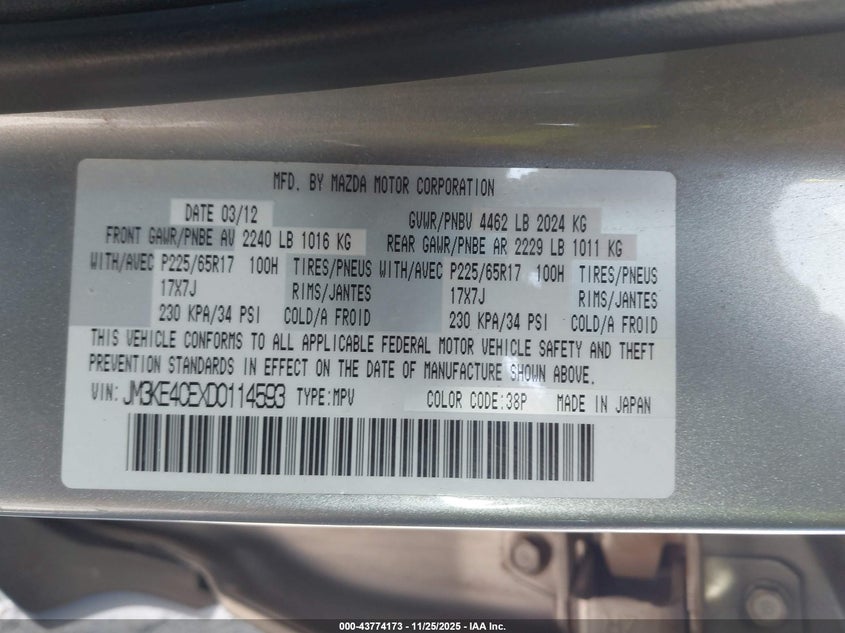 MFD. BY MAZDA MOTOR CORPORATION
DATE 03/12 GVWR/PNBV 4462 LB 2024 KG
FRONT GAWR/PNBE AV 2240 LB 1016 KG REAR GAWR/PNBE AR 2229 LB 1011 KG
WITH/AVEC P225/65R17 100H TIRES/PNEUS WITH/AVEC P225/65R17 100H TIRES/PNEUS
17X7J RIMS/JANTES 17X7J RIMS/JANTES
230 KPA/34 PSI COLD/A FROID 230 KPA/34 PSI COLD/A FROID
THIS VEHICLE CONFORMS TO ALL APPLICABLE FEDERAL MOTOR VEHICLE SAFETY AND THEFT
PREVENTION STANDARDS IN EFFECT ON THE DATE OF MANUFACTURE SHOWN ABOVE.
VIN: JM3KE4CEXD0114593 TYPE:MPV COLOR CODE:38P MADE IN JAPAN
000-43774173 - 11/25/2025 - IAA Inc.